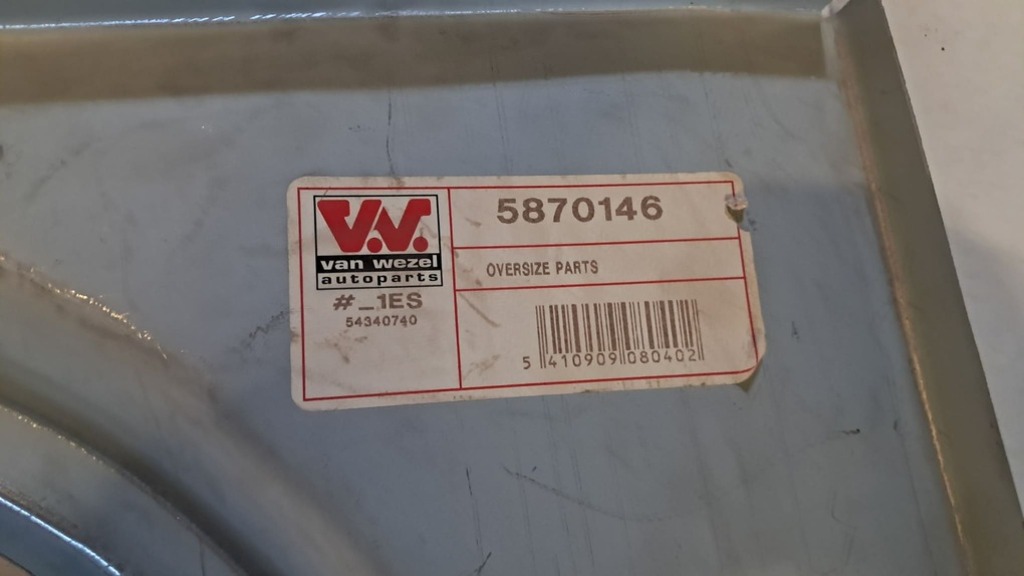 V.V.
van wezel
autoparts
#_1ES
54340740
5870146
OVERSIZE PARTS
5 410909 080402